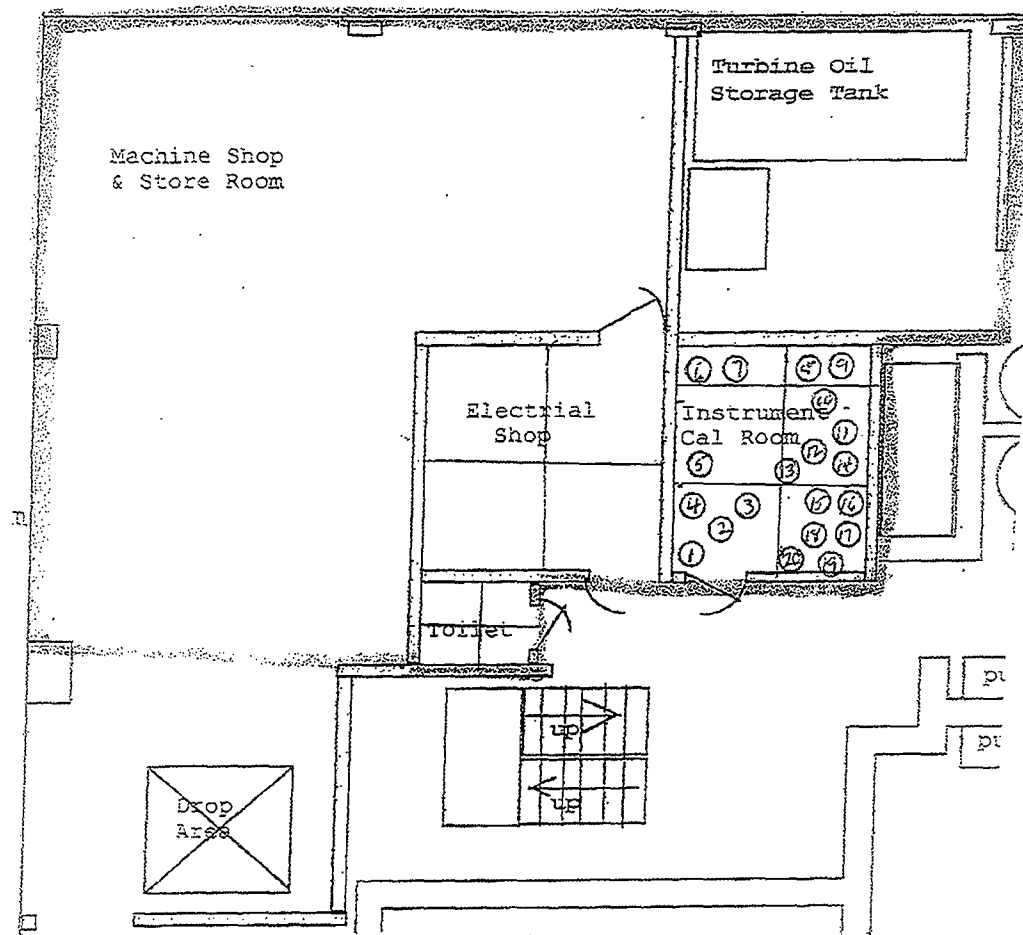 Turbine Oil
Storage Tank
Machine Shop
& Store Room
6 7 8 9
Electrial
Shop
Instrument
Cal Room
10
11
12
5
13
14
4
3
15
16
2
18
17
1
20
19
Toilet
n
up
up
pu
pu
Drop
Area